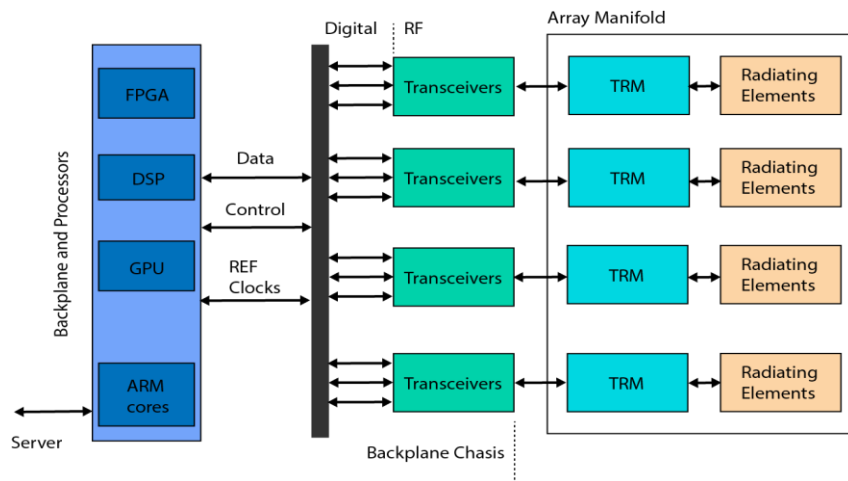 Array Manifold
Digital
RF
FPGA
Transceivers
TRM
Radiating
Elements
DSP
Data
Transceivers
TRM
Radiating
Elements
Backplane and Processors
Control
GPU
REF
Clocks
Transceivers
TRM
Radiating
Elements
ARM
cores
Transceivers
TRM
Radiating
Elements
Server
Backplane Chasis